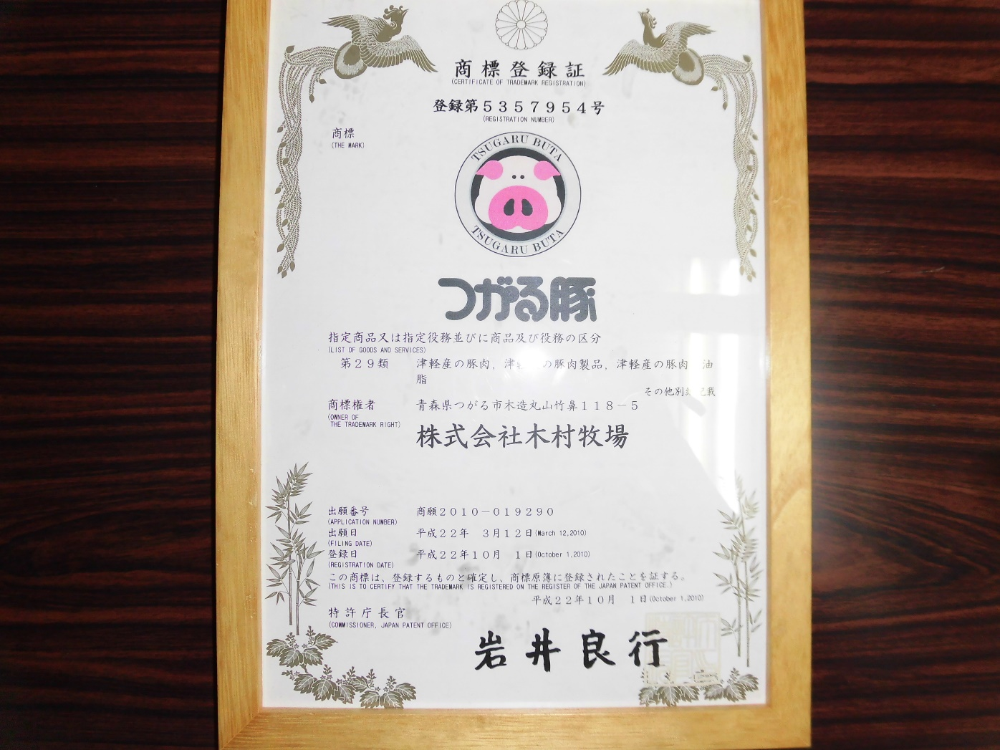 商標登録証
(CERTIFICATE OF TRADEMARK REGISTRATION)
登録第5357954号
(REGISTRATION NUMBER)
商標
(THE MARK)
TSUGARU BUTA
TSUGARU BUTA
つがる豚
指定商品又は指定役務並びに商品及び役務の区分
(LIST OF GOODS AND SERVICES)
第29類 津軽産の豚肉, 津 の豚肉製品, 津軽産の豚肉 油
脂
その他別 記載
商標権者 青森県つがる市木造丸山竹鼻118-5
(OWNER OF
THE TRADEMARK RIGHT)
株式会社木村牧場
出願番号 商願2010-019290
(APPLICATION NUMBER)
出願日 平成22年 3月12日(March 12,2010)
(FILING DATE)
登録日 平成22年10月 1日(October 1,2010)
(REGISTRATION DATE)
この商標は、登録するものと確定し、商標原簿に登録されたことを証する。
(THIS IS TO CERTIFY THAT THE TRADEMARK IS REGISTERED ON THE REGISTER OF THE JAPAN PATENT OFFICE.)
平成22年10月 1日(October 1,2010)
特許庁長官
(COMMISSIONER, JAPAN PATENT OFFICE)
岩井良行